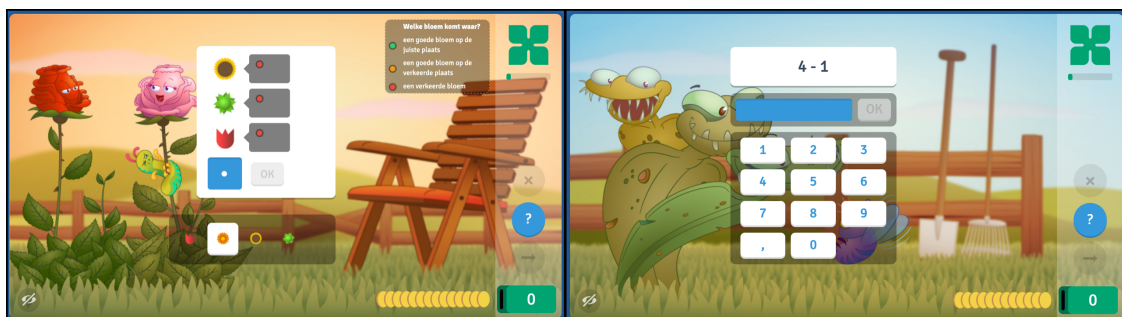 Welke bloem komt waar?
een goede bloem op de
juiste plaats
een goede bloem op de
verkeerde plaats
een verkeerde bloem
OK
?
0
4 - 1
OK
1 2 3
4 5 6
7 8 9
, 0
?
0